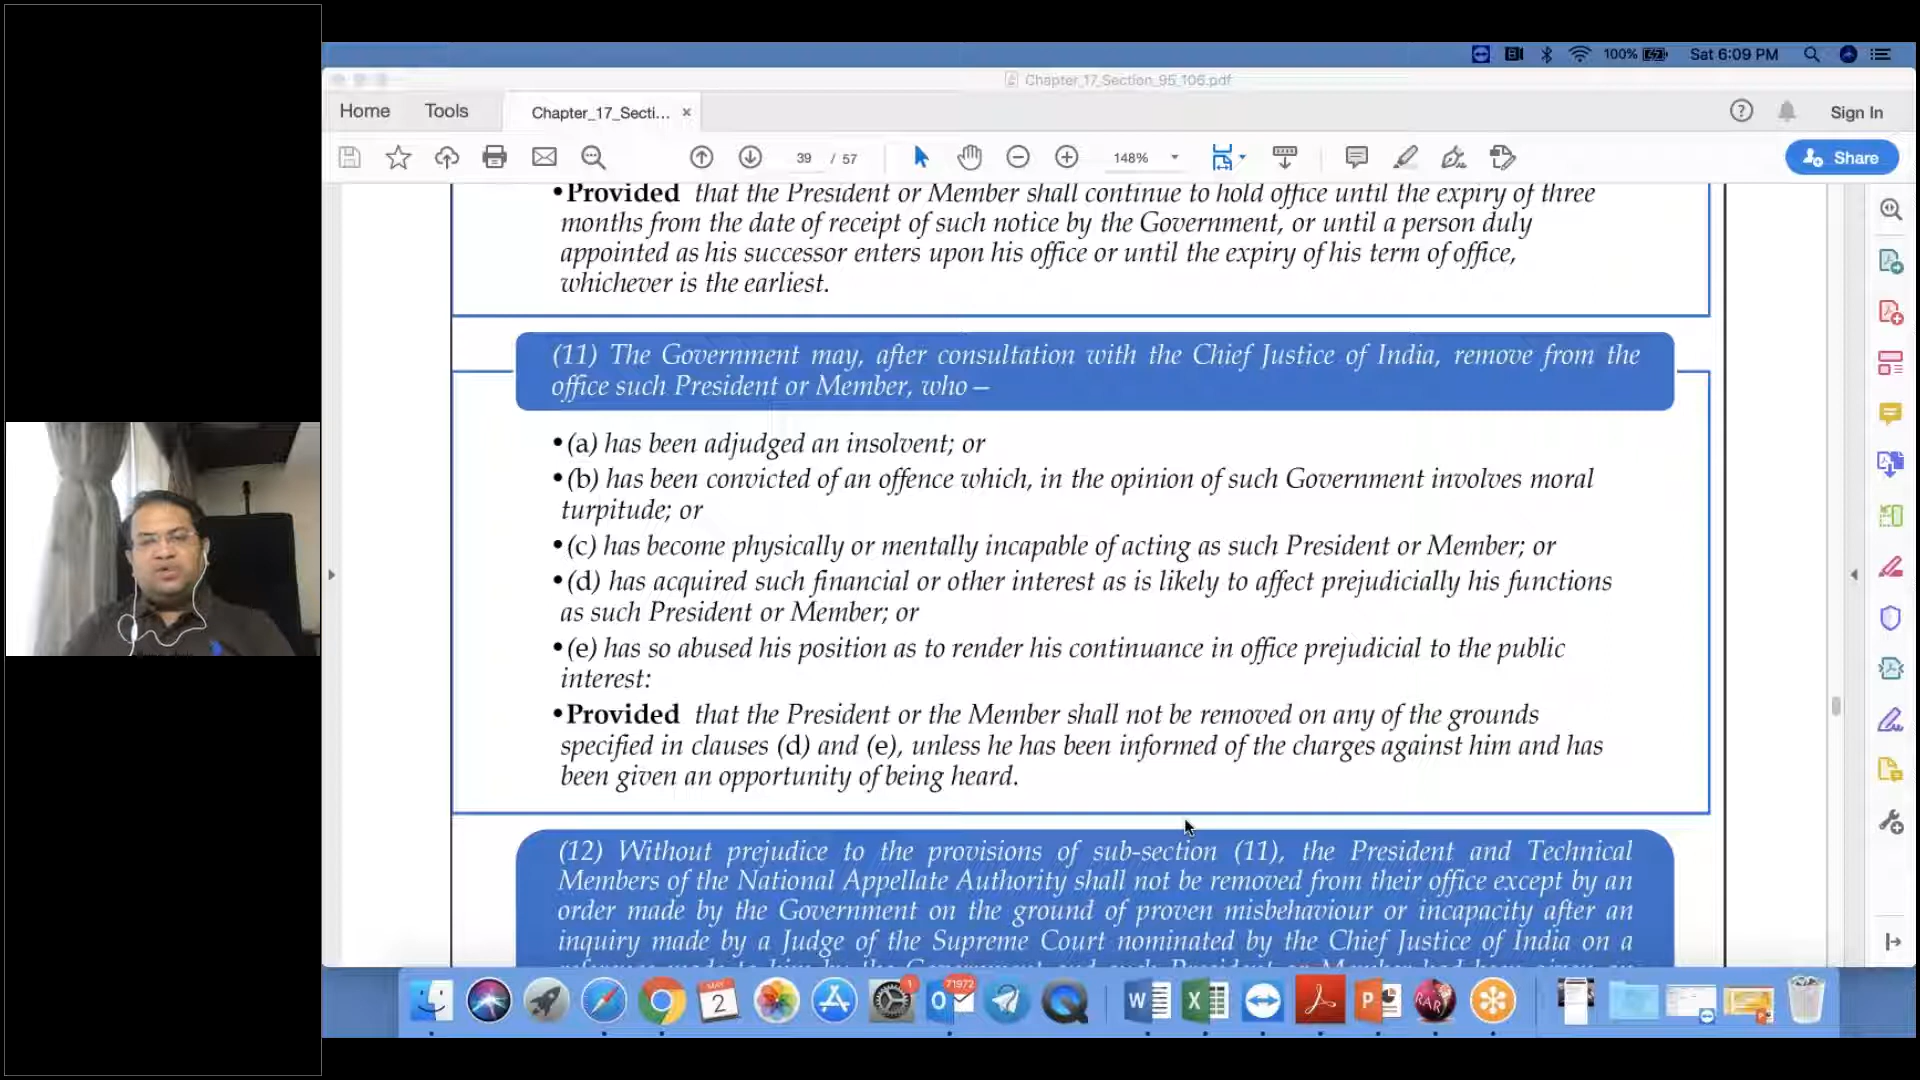 100% Sat 6:09 PM
Chapter_17_Section_95_106.pdf
Home Tools Chapter_17_Secti... × Sign In
39 / 57 148% Share
•Provided that the President or Member shall continue to hold office until the expiry of three
months from the date of receipt of such notice by the Government, or until a person duly
appointed as his successor enters upon his office or until the expiry of his term of office,
whichever is the earliest.
(11) The Government may, after consultation with the Chief Justice of India, remove from the
office such President or Member, who—
•(a) has been adjudged an insolvent; or
•(b) has been convicted of an offence which, in the opinion of such Government involves moral
turpitude; or
•(c) has become physically or mentally incapable of acting as such President or Member; or
•(d) has acquired such financial or other interest as is likely to affect prejudicially his functions
as such President or Member; or
•(e) has so abused his position as to render his continuance in office prejudicial to the public
interest:
•Provided that the President or the Member shall not be removed on any of the grounds
specified in clauses (d) and (e), unless he has been informed of the charges against him and has
been given an opportunity of being heard.
(12) Without prejudice to the provisions of sub-section (11), the President and Technical
Members of the National Appellate Authority shall not be removed from their office except by an
order made by the Government on the ground of proven misbehaviour or incapacity after an
inquiry made by a Judge of the Supreme Court nominated by the Chief Justice of India on a
MAY
2
1
71972
RAR